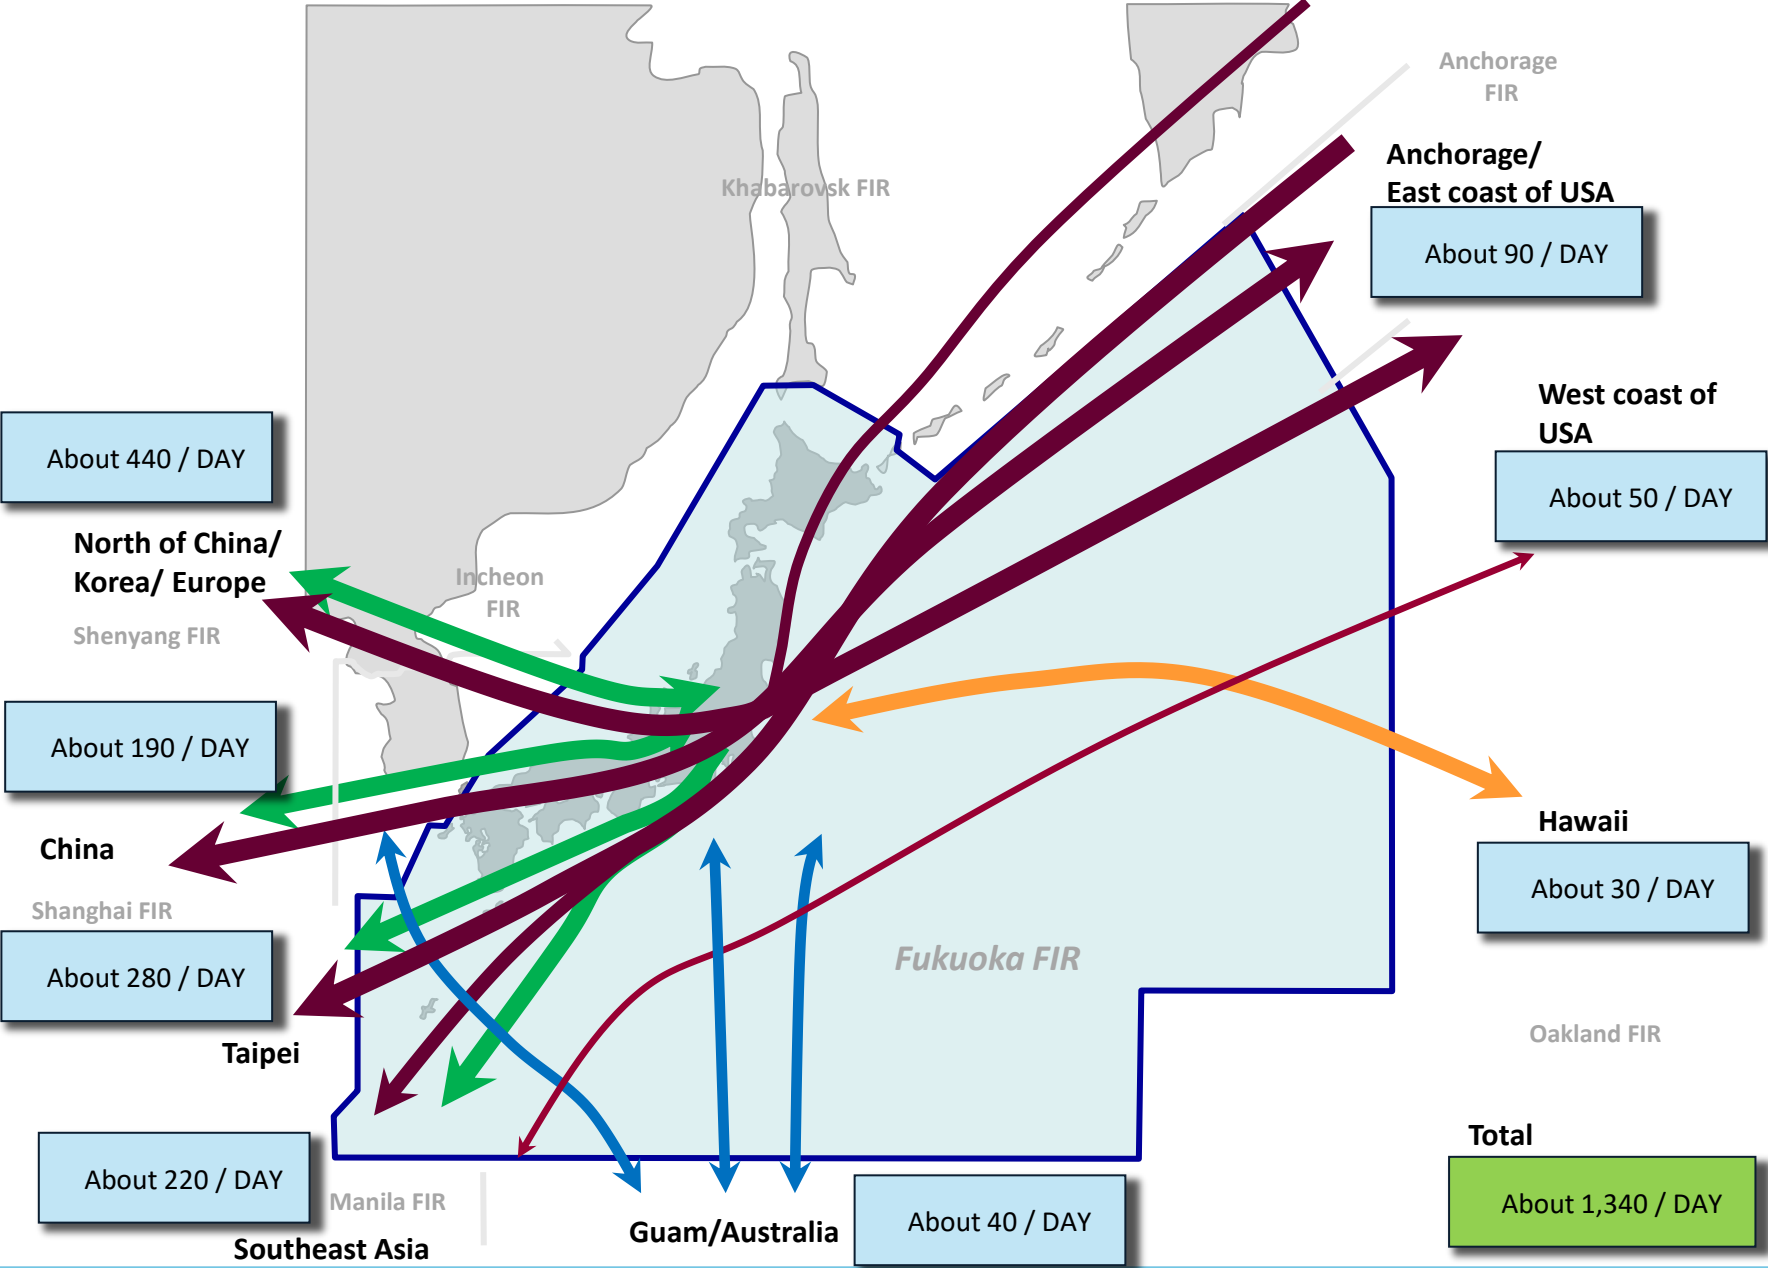 Anchorage
FIR
Anchorage/
East coast of USA
About 90 / DAY
Khabarovsk FIR
West coast of
USA
About 50 / DAY
About 440 / DAY
North of China/
Korea/ Europe
Incheon
FIR
Shenyang FIR
About 190 / DAY
China
Hawaii
About 30 / DAY
Shanghai FIR
About 280 / DAY
Fukuoka FIR
Taipei
Oakland FIR
Total
About 1,340 / DAY
About 220 / DAY
Manila FIR
Southeast Asia
Guam/Australia
About 40 / DAY